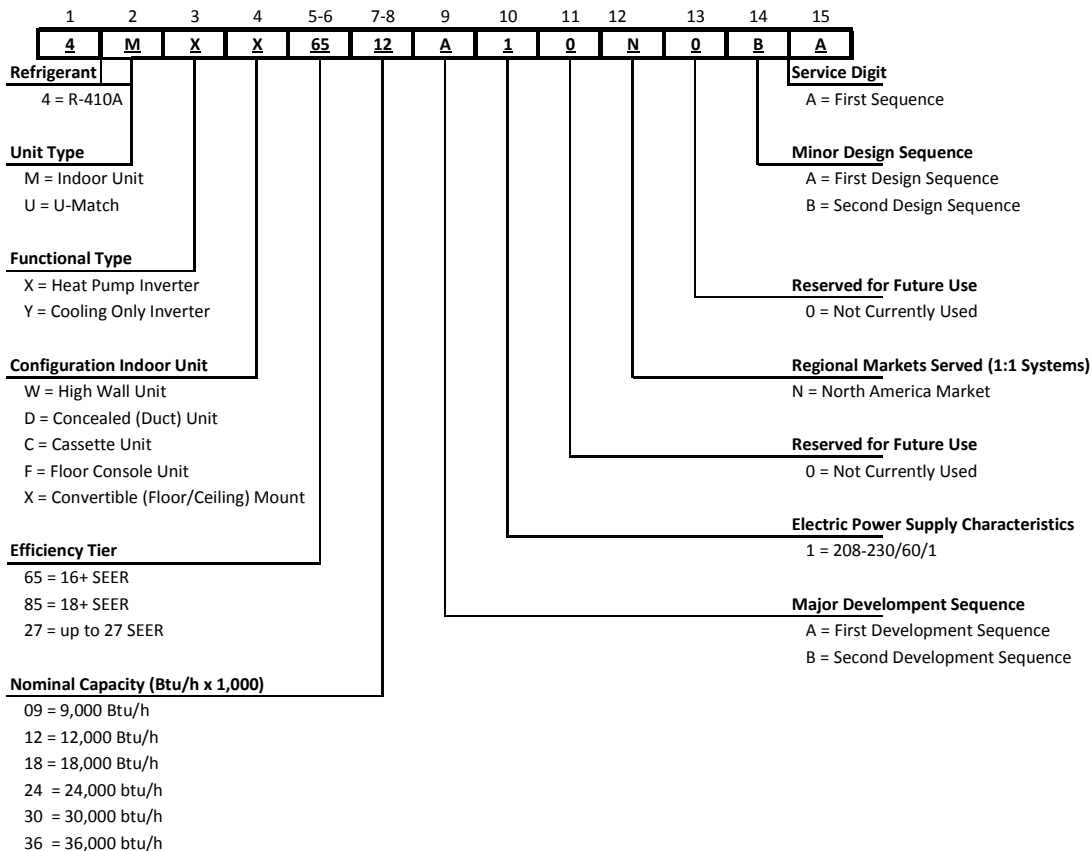 1 2 3 4 5-6 7-8 9 10 11 12 13 14 15
4 M X X 65 12 A 1 0 N 0 B A
Refrigerant
4 = R-410A
Unit Type
M = Indoor Unit
U = U-Match
Functional Type
X = Heat Pump Inverter
Y = Cooling Only Inverter
Configuration Indoor Unit
W = High Wall Unit
D = Concealed (Duct) Unit
C = Cassette Unit
F = Floor Console Unit
X = Convertible (Floor/Ceiling) Mount
Efficiency Tier
65 = 16+ SEER
85 = 18+ SEER
27 = up to 27 SEER
Nominal Capacity (Btu/h x 1,000)
09 = 9,000 Btu/h
12 = 12,000 Btu/h
18 = 18,000 Btu/h
24 = 24,000 btu/h
30 = 30,000 btu/h
36 = 36,000 btu/h
Service Digit
A = First Sequence
Minor Design Sequence
A = First Design Sequence
B = Second Design Sequence
Reserved for Future Use
0 = Not Currently Used
Regional Markets Served (1:1 Systems)
N = North America Market
Reserved for Future Use
0 = Not Currently Used
Electric Power Supply Characteristics
1 = 208-230/60/1
Major Develompent Sequence
A = First Development Sequence
B = Second Development Sequence